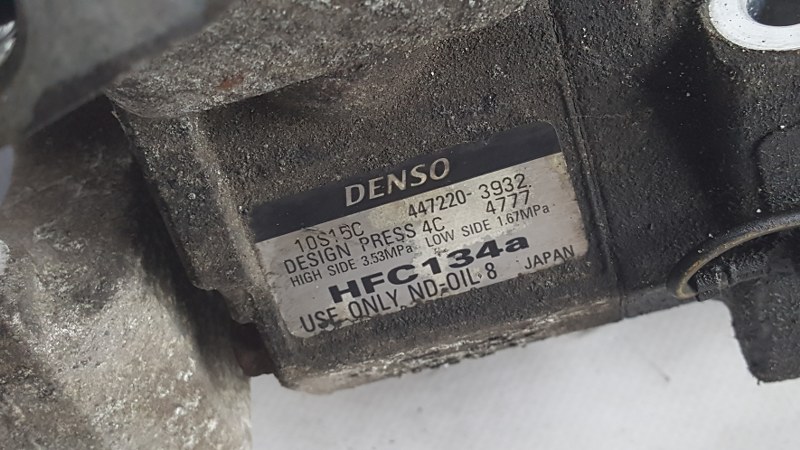 DENSO
10S15C 447220-3932
4C 4777
DESIGN PRESS
HIGH SIDE 3.53MPa LOW SIDE 1.67MPa
HFC134a
USE ONLY ND-OIL 8 JAPAN